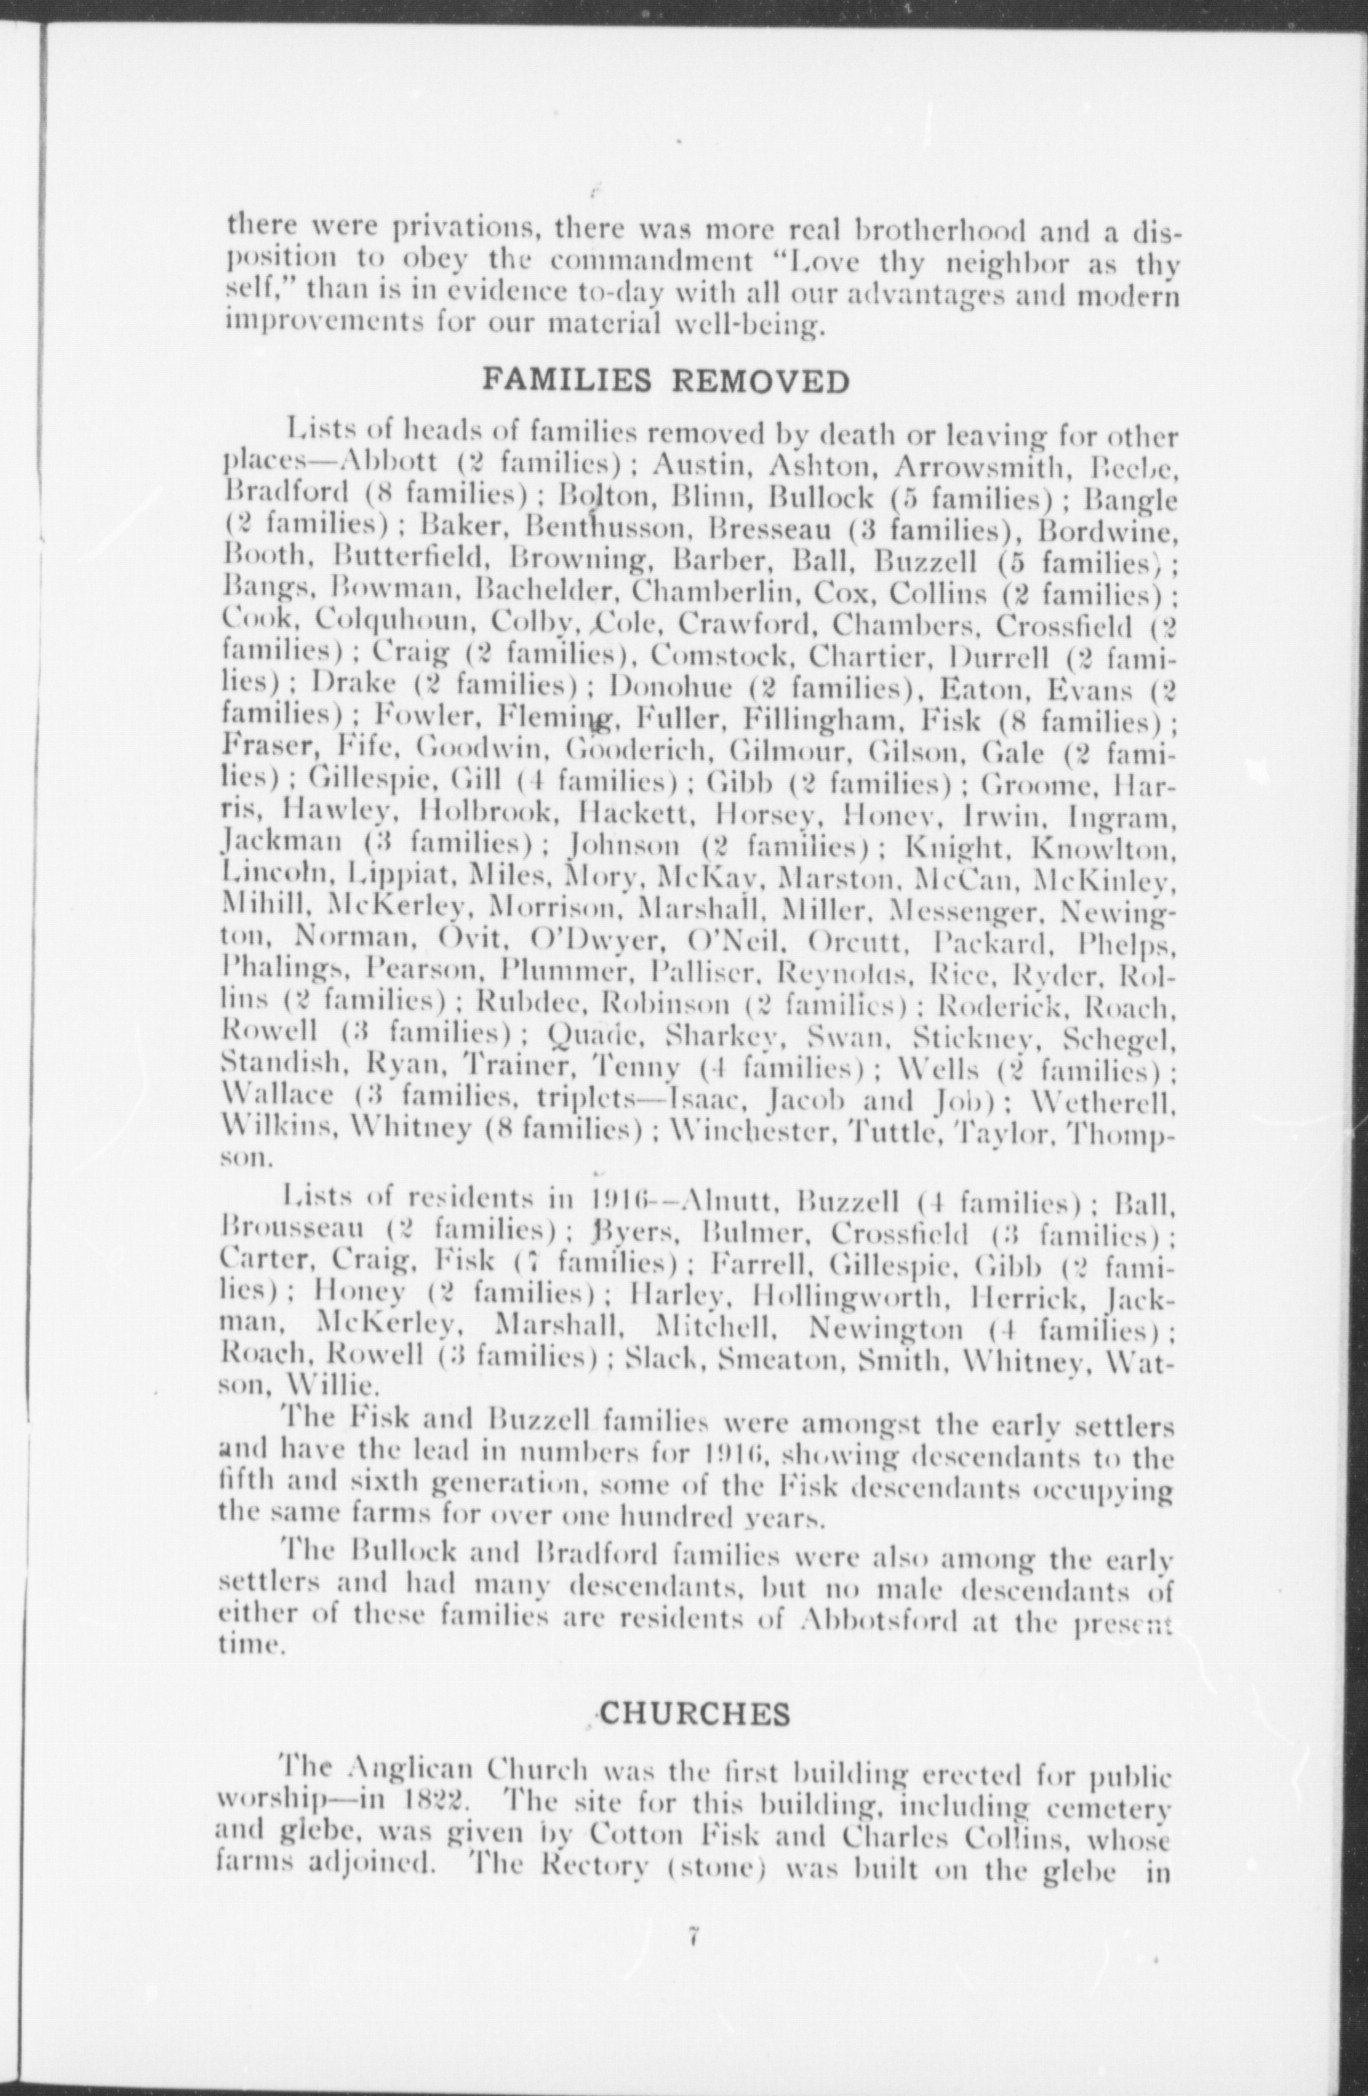 there were privations, there was more real brotherhood and a dis-
position to obey the commandment “Love thy neighbor as thy
self,” than is in evidence to-day with all our advantages and modern
improvements for our material well-being.
FAMILIES REMOVED
Lists of heads of families removed by death or leaving for other
places—Abbott (2 families) ; Austin, Ashton, Arrowsmith, Beebe,
Bradford (8 families) ; Bolton, Blinn, Bullock (5 families) ; Bangle
(2 families) ; Baker, Benthusson, Bresseau (3 families), Bordwine,
Booth, Butterfield, Browning, Barber, Ball, Buzzell (5 families) ;
Bangs, Bowman, Bachelder, Chamberlin, Cox, Collins (2 families) ;
Cook, Colquhoun, Colby, Cole, Crawford, Chambers, Crossfield (2
families) ; Craig (2 families), Comstock, Chartier, Durrell (2 fami-
lies) ; Drake (2 families) ; Donohue (2 families), Eaton, Evans (2
families) ; Fowler, Fleming, Fuller, Fillingham, Fisk (8 families) ;
Fraser, Fife, Goodwin, Gooderich, Gilmour, Gilson, Gale (2 fami-
lies) ; Gillespie, Gill (4 families) ; Gibb (2 families) ; Groome, Har-
ris, Hawley, Holbrook, Hackett, Horsey, Honey, Irwin, Ingram,
Jackman (3 families) ; Johnson (2 families) ; Knight, Knowlton,
Lincoln, Lippiat, Miles, Mory, McKay, Marston, McCan, McKinley,
Mihill, McKerley, Morrison, Marshall, Miller, Messenger, Newing-
ton, Norman, Ovit, O’Dwyer, O’Neil, Orcutt, Packard, Phelps,
Phalings, Pearson, Plummer, Palliser, Reynolds, Rice, Ryder, Rol-
lins (2 families) ; Rubdee, Robinson (2 families) ; Roderick, Roach,
Rowell (3 families) ; Quade, Sharkey, Swan, Stickney, Schegel,
Standish, Ryan, Trainer, Tenny (4 families) ; Wells (2 families) ;
Wallace (3 families, triplets—Isaac, Jacob and Job) ; Wetherell,
Wilkins, Whitney (8 families) ; Winchester, Tuttle, Taylor, Thomp-
son.
Lists of residents in 1916--Alnutt, Buzzell (4 families) ; Ball,
Brousseau (2 families) ; Byers, Bulmer, Crossfield (3 families) ;
Carter, Craig, Fisk (7 families) ; Farrell, Gillespie, Gibb (2 fami-
lies) ; Honey (2 families) ; Harley, Hollingworth, Herrick, Jack-
man, McKerley, Marshall, Mitchell, Newington (4 families) ;
Roach, Rowell (3 families) ; Slack, Smeaton, Smith, Whitney, Wat-
son, Willie.
The Fisk and Buzzell families were amongst the early settlers
and have the lead in numbers for 1916, showing descendants to the
fifth and sixth generation, some of the Fisk descendants occupying
the same farms for over one hundred years.
The Bullock and Bradford families were also among the early
settlers and had many descendants, but no male descendants of
either of these families are residents of Abbotsford at the present
time.
CHURCHES
The Anglican Church was the first building erected for public
worship—in 1822. The site for this building, including cemetery
and glebe, was given by Cotton Fisk and Charles Collins, whose
farms adjoined. The Rectory (stone) was built on the glebe in
7